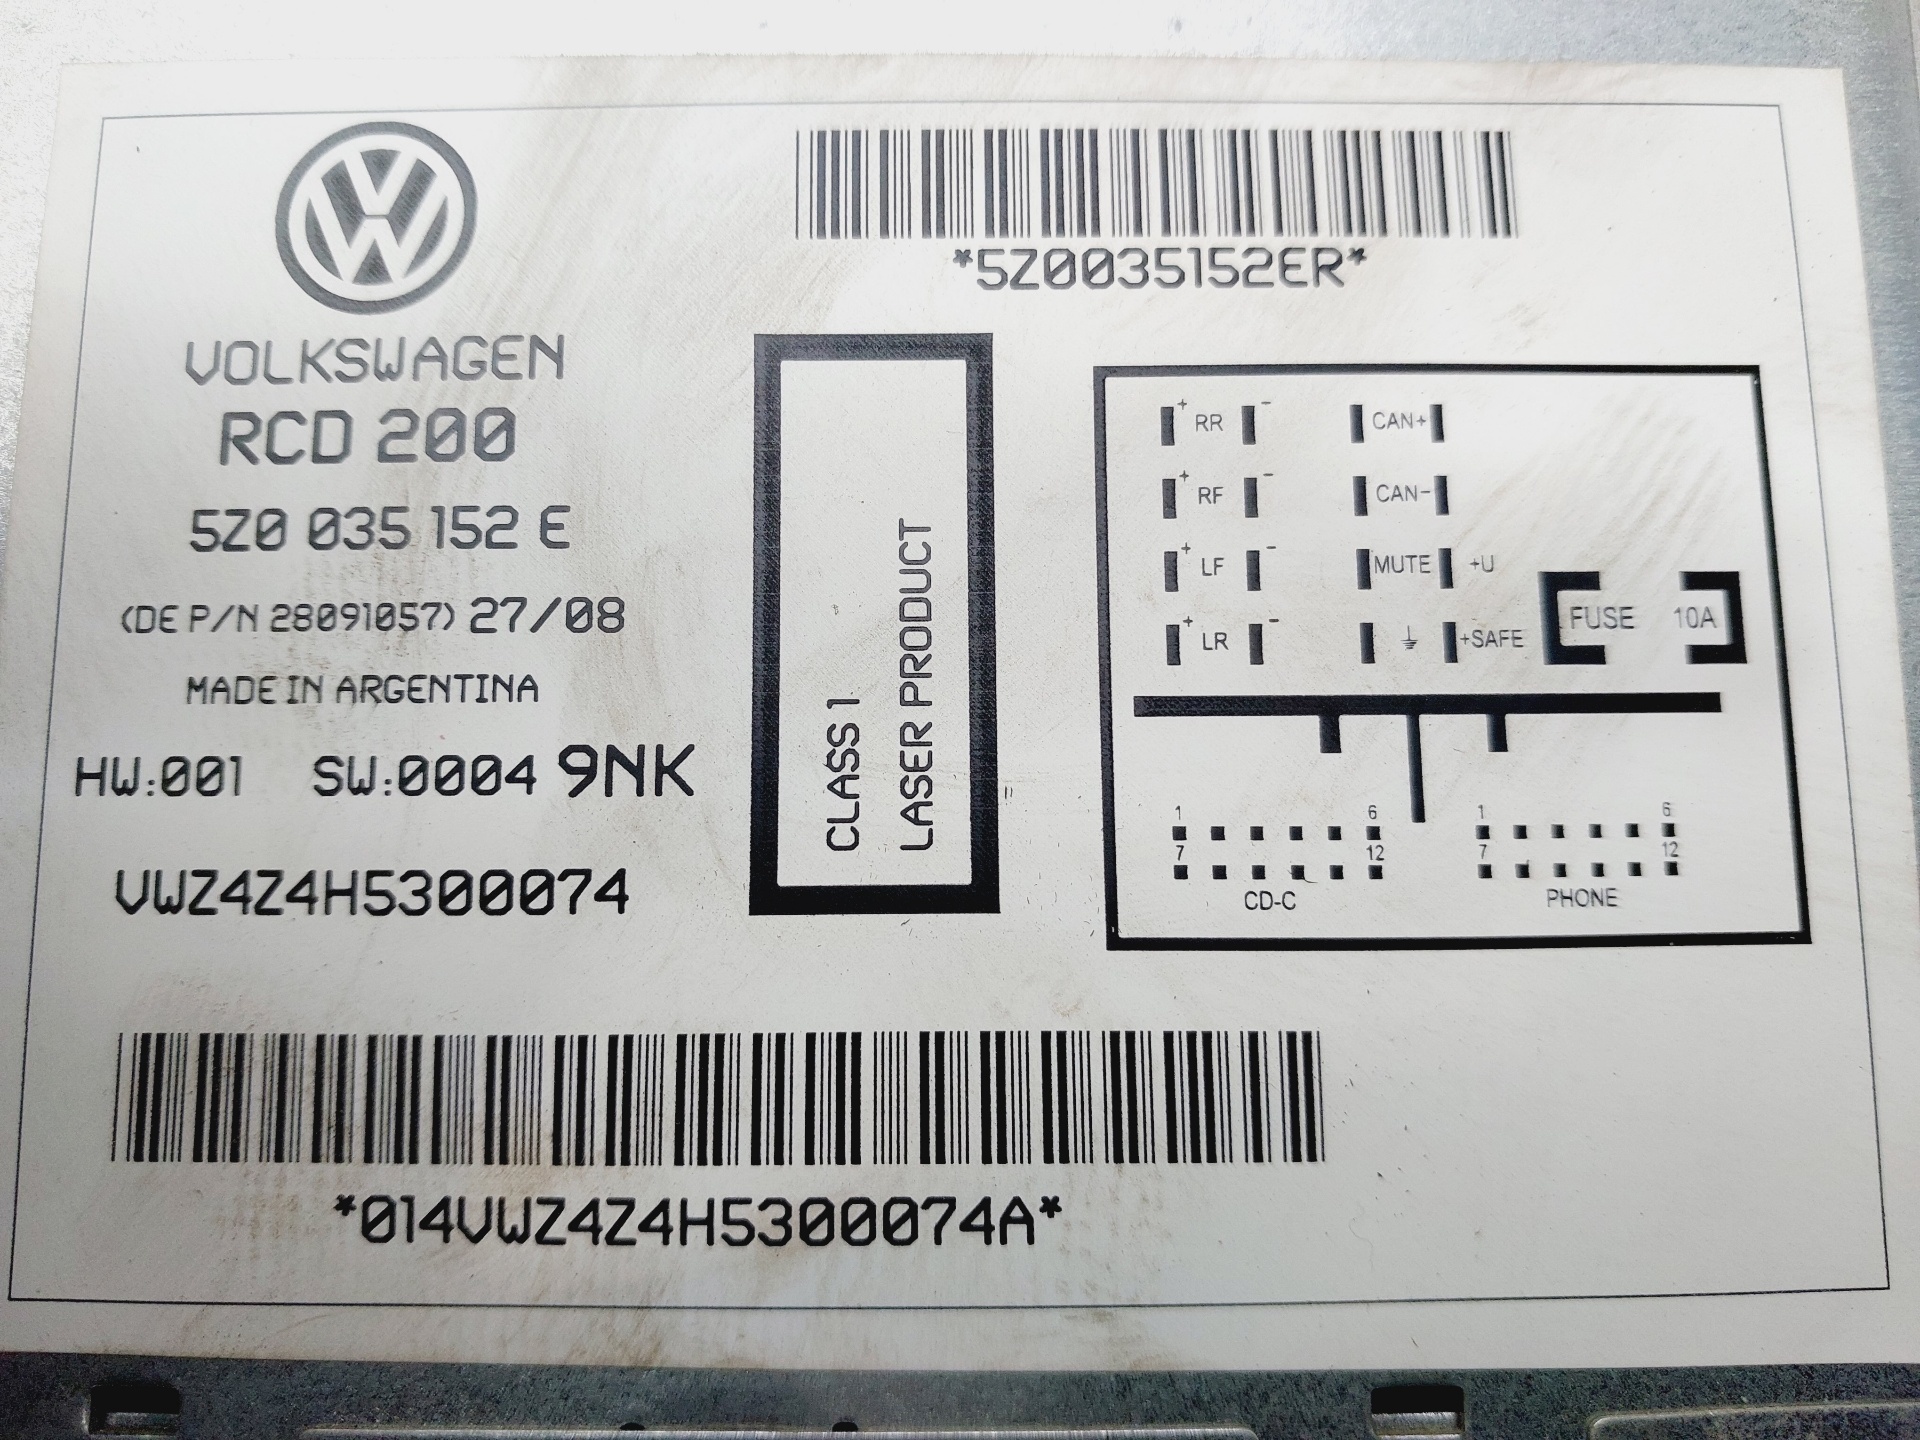 *5Z0035152ER*
VOLKSWAGEN
RCD 200
5Z0 035 152 E
(DE P/N 28091057) 27/08
MADE IN ARGENTINA
HW:001 SW:0004 9NK
VWZ4Z4H5300074
CLASS 1
LASER PRODUCT
+ RR - CAN+
+ RF - CAN-
+ LF - MUTE +U
+ LR - +SAFE
FUSE 10A
1 6
7 12
CD-C
1 6
7 12
PHONE
*014VWZ4Z4H5300074A*